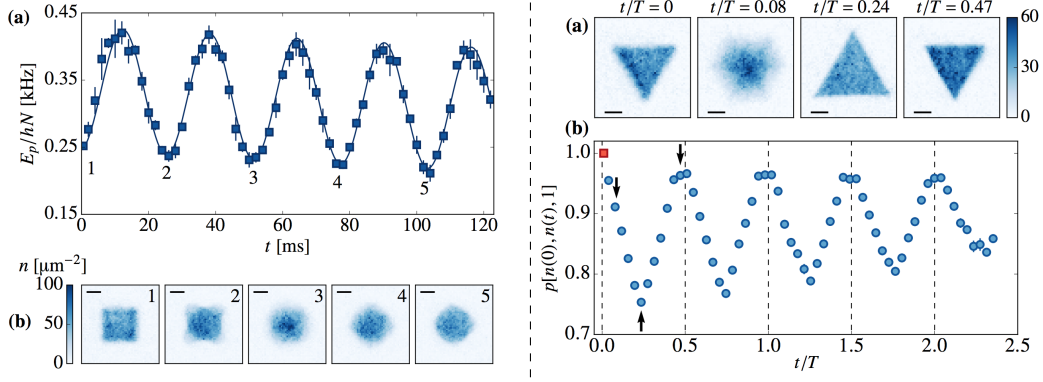 (a)
E_p/hN [kHz]
0.45
0.35
0.25
0.15
1
2
3
4
5
0
20
40
60
80
100
120
t [ms]
n [μm⁻²]
100
50
0
(b)
1
2
3
4
5
(a)
t/T = 0
t/T = 0.08
t/T = 0.24
t/T = 0.47
60
30
0
(b)
p[n(0), n(t), 1]
1.0
0.9
0.8
0.7
0.0
0.5
1.0
1.5
2.0
2.5
t/T